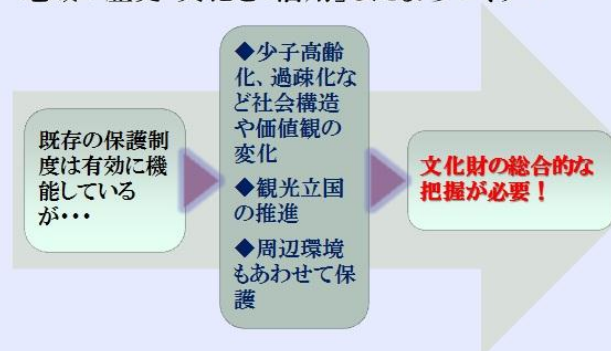 既存の保護制
度は有効に機
能している
が・・・
◆少子高齢
化、過疎化な
ど社会構造
や価値観の
変化
◆観光立国
の推進
◆周辺環境
もあわせて保
護
文化財の総合的な
把握が必要！